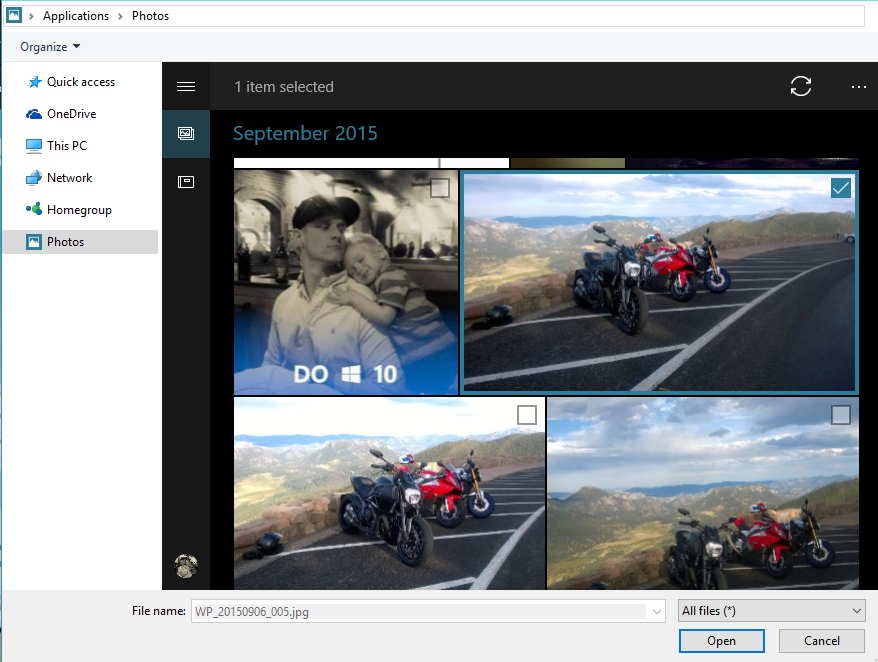 Applications > Photos
Organize
Quick access
OneDrive
This PC
Network
Homegroup
Photos
1 item selected
September 2015
DO 10
File name: WP_20150906_005.jpg
All files (*)
Open
Cancel